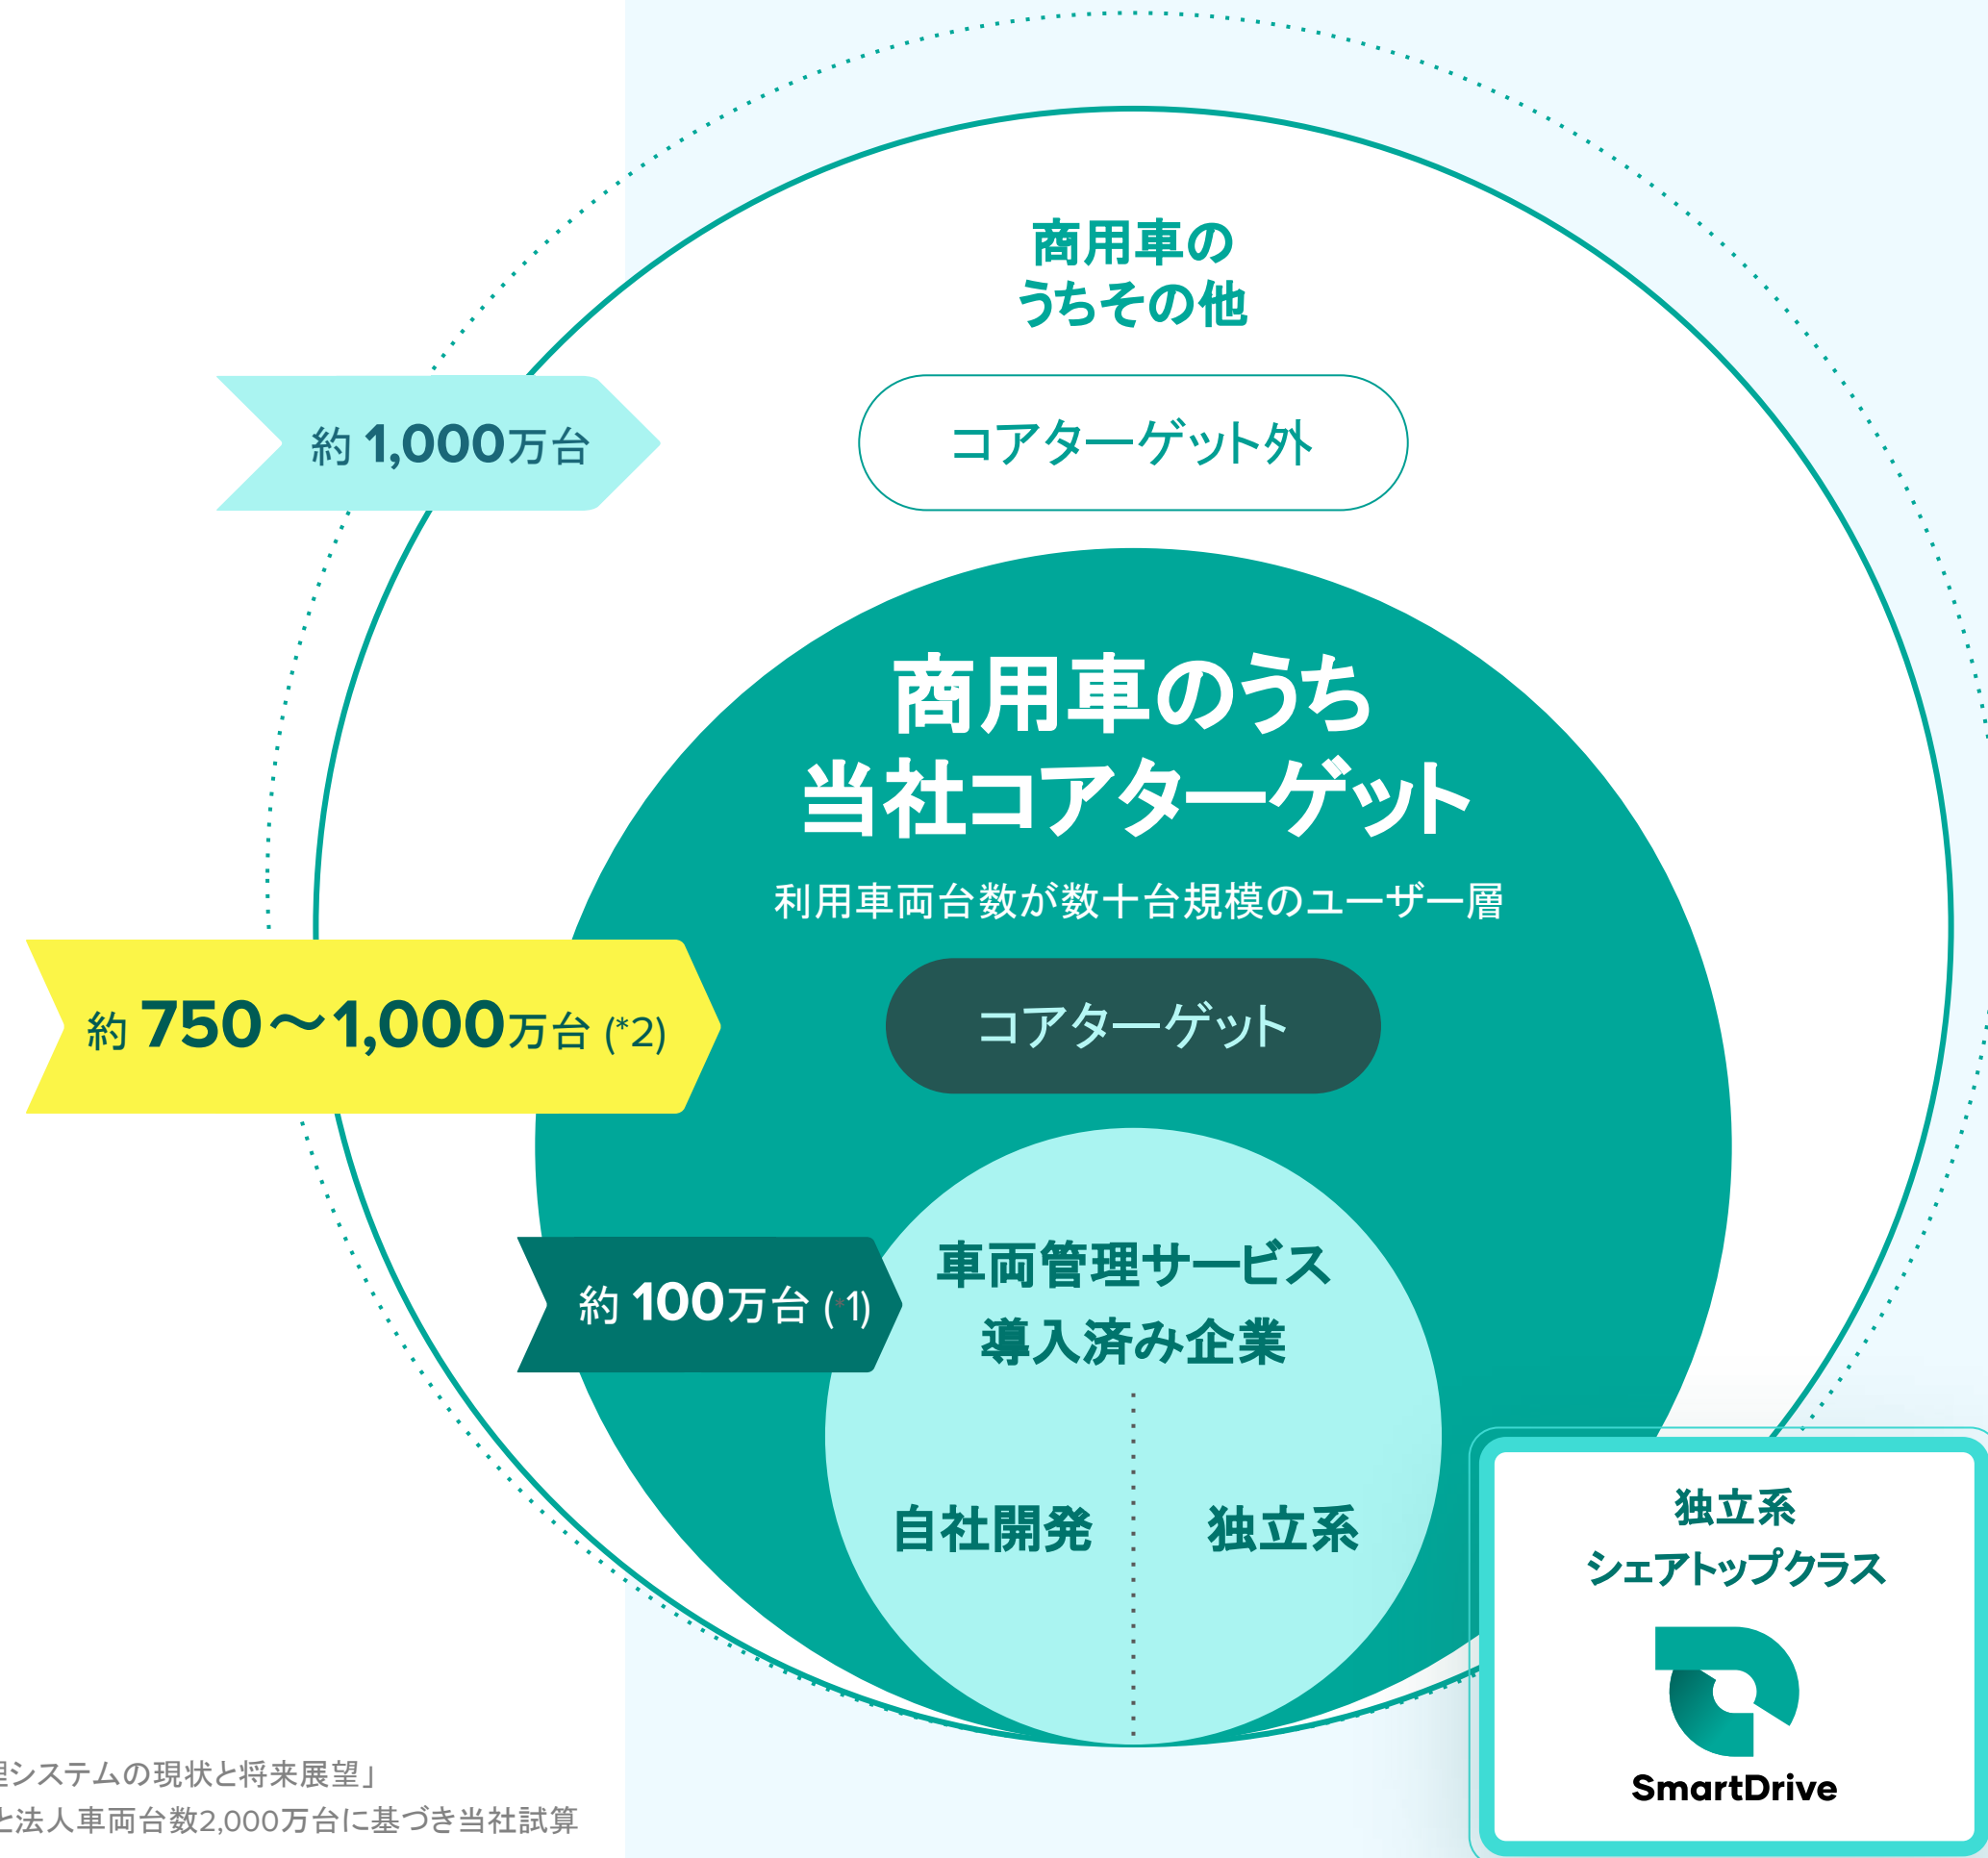 商用車の
うちその他
約 1,000万台
コアターゲット外
商用車のうち
当社コアターゲット
利用車両台数が数十台規模のユーザー層
約 750〜1,000万台 (*2)
コアターゲット
車両管理サービス
約 100万台 (*1)
導入済み企業
自社開発
独立系
独立系
シェアトップクラス
SmartDrive
理システムの現状と将来展望」
と法人車両台数2,000万台に基づき当社試算